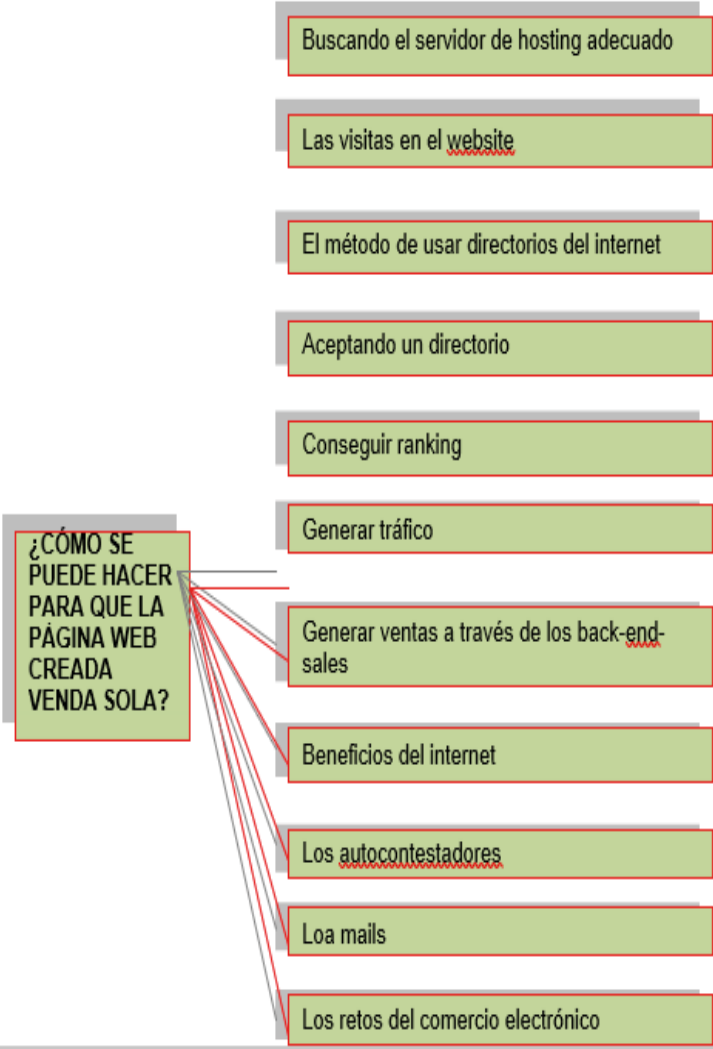 Buscando el servidor de hosting adecuado
Las visitas en el website
El método de usar directorios del internet
Aceptando un directorio
Conseguir ranking
Generar tráfico
¿CÓMO SE
PUEDE HACER
PARA QUE LA
PÁGINA WEB
CREADA
VENDA SOLA?
Generar ventas a través de los back-end-
sales
Beneficios del internet
Los autocontestadores
Loa mails
Los retos del comercio electrónico